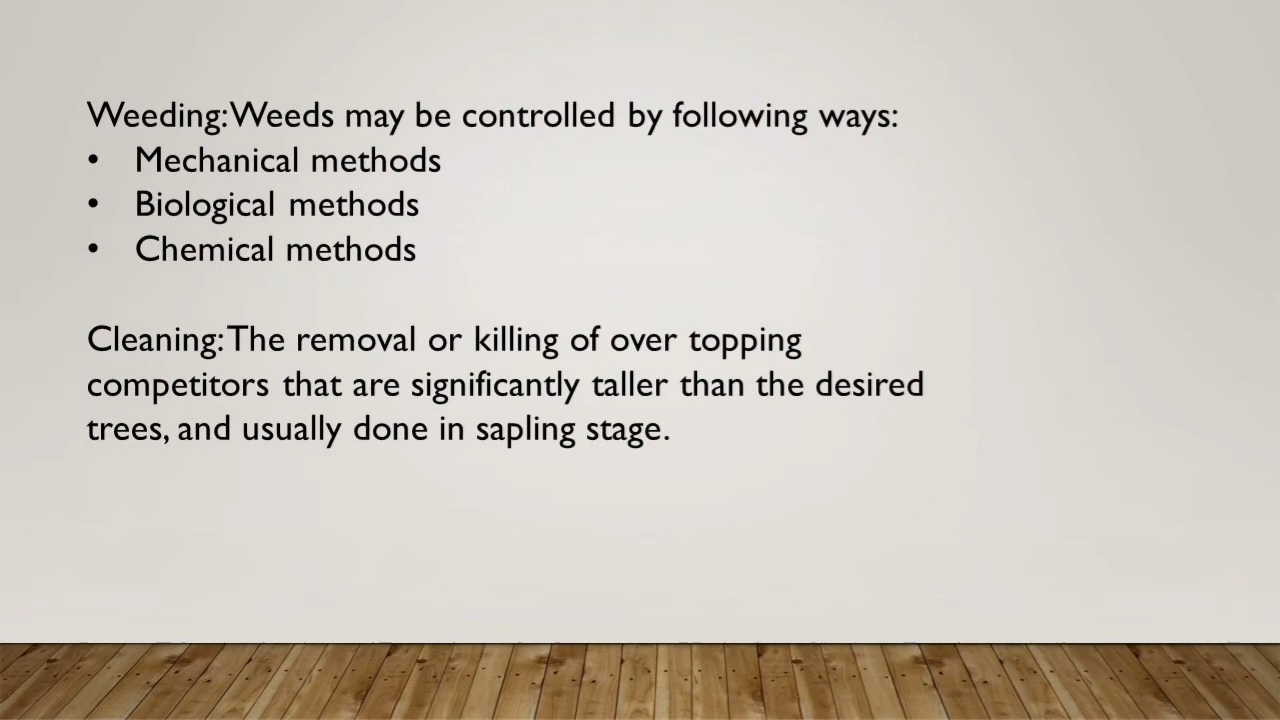 Weeding: Weeds may be controlled by following ways:
• Mechanical methods
• Biological methods
• Chemical methods
Cleaning: The removal or killing of over topping
competitors that are significantly taller than the desired
trees, and usually done in sapling stage.